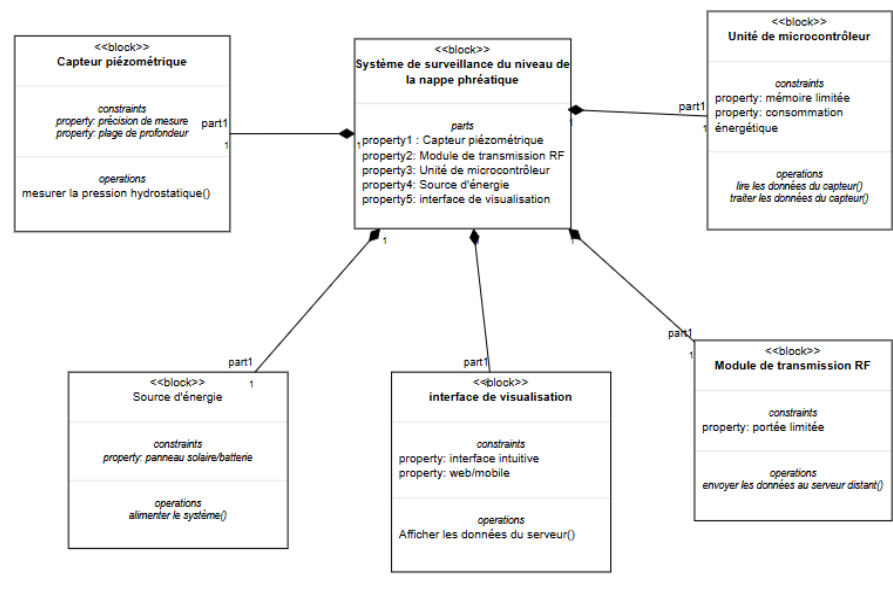 <<block>>
Capteur piézométrique
constraints
property: précision de mesure
property: plage de profondeur
operations
mesurer la pression hydrostatique()
part1
1
<<block>>
Système de surveillance du niveau de
la nappe phréatique
parts
property1 : Capteur piézométrique
property2: Module de transmission RF
property3: Unité de microcontrôleur
property4: Source d'énergie
property5: interface de visualisation
1
1
1
1
1
<<block>>
Unité de microcontrôleur
constraints
property: mémoire limitée
property: consommation
énergétique
operations
lire les données du capteur()
traiter les données du capteur()
part1
1
part1
1
<<block>>
Source d'énergie
constraints
property: panneau solaire/batterie
operations
alimenter le système()
part1
<<block>>
interface de visualisation
constraints
property: interface intuitive
property: web/mobile
operations
Afficher les données du serveur()
part1
1
<<block>>
Module de transmission RF
constraints
property: portée limitée
operations
envoyer les données au serveur distant()